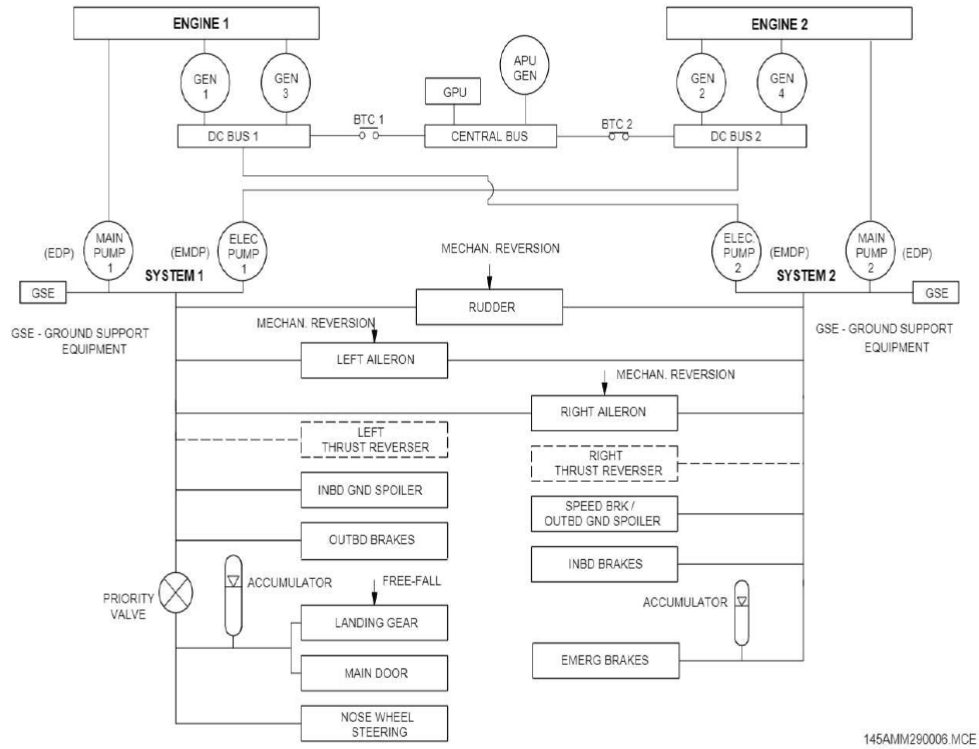 ENGINE 1
ENGINE 2
GEN
1
GEN
3
GPU
APU
GEN
GEN
2
GEN
4
DC BUS 1
BTC 1
CENTRAL BUS
BTC 2
DC BUS 2
(EDP)
MAIN
PUMP
1
(EMDP)
ELEC
PUMP
1
SYSTEM 1
MECHAN. REVERSION
ELEC.
PUMP
2
(EMDP)
MAIN
PUMP
2
(EDP)
SYSTEM 2
GSE
GSE
GSE - GROUND SUPPORT
EQUIPMENT
RUDDER
GSE - GROUND SUPPORT
EQUIPMENT
MECHAN. REVERSION
LEFT AILERON
MECHAN. REVERSION
RIGHT AILERON
LEFT
THRUST REVERSER
RIGHT
THRUST REVERSER
INBD GND SPOILER
SPEED BRK /
OUTBD GND SPOILER
OUTBD BRAKES
INBD BRAKES
PRIORITY
VALVE
ACCUMULATOR
FREE-FALL
ACCUMULATOR
LANDING GEAR
MAIN DOOR
EMERG BRAKES
NOSE WHEEL
STEERING
145AMM290006.MCE